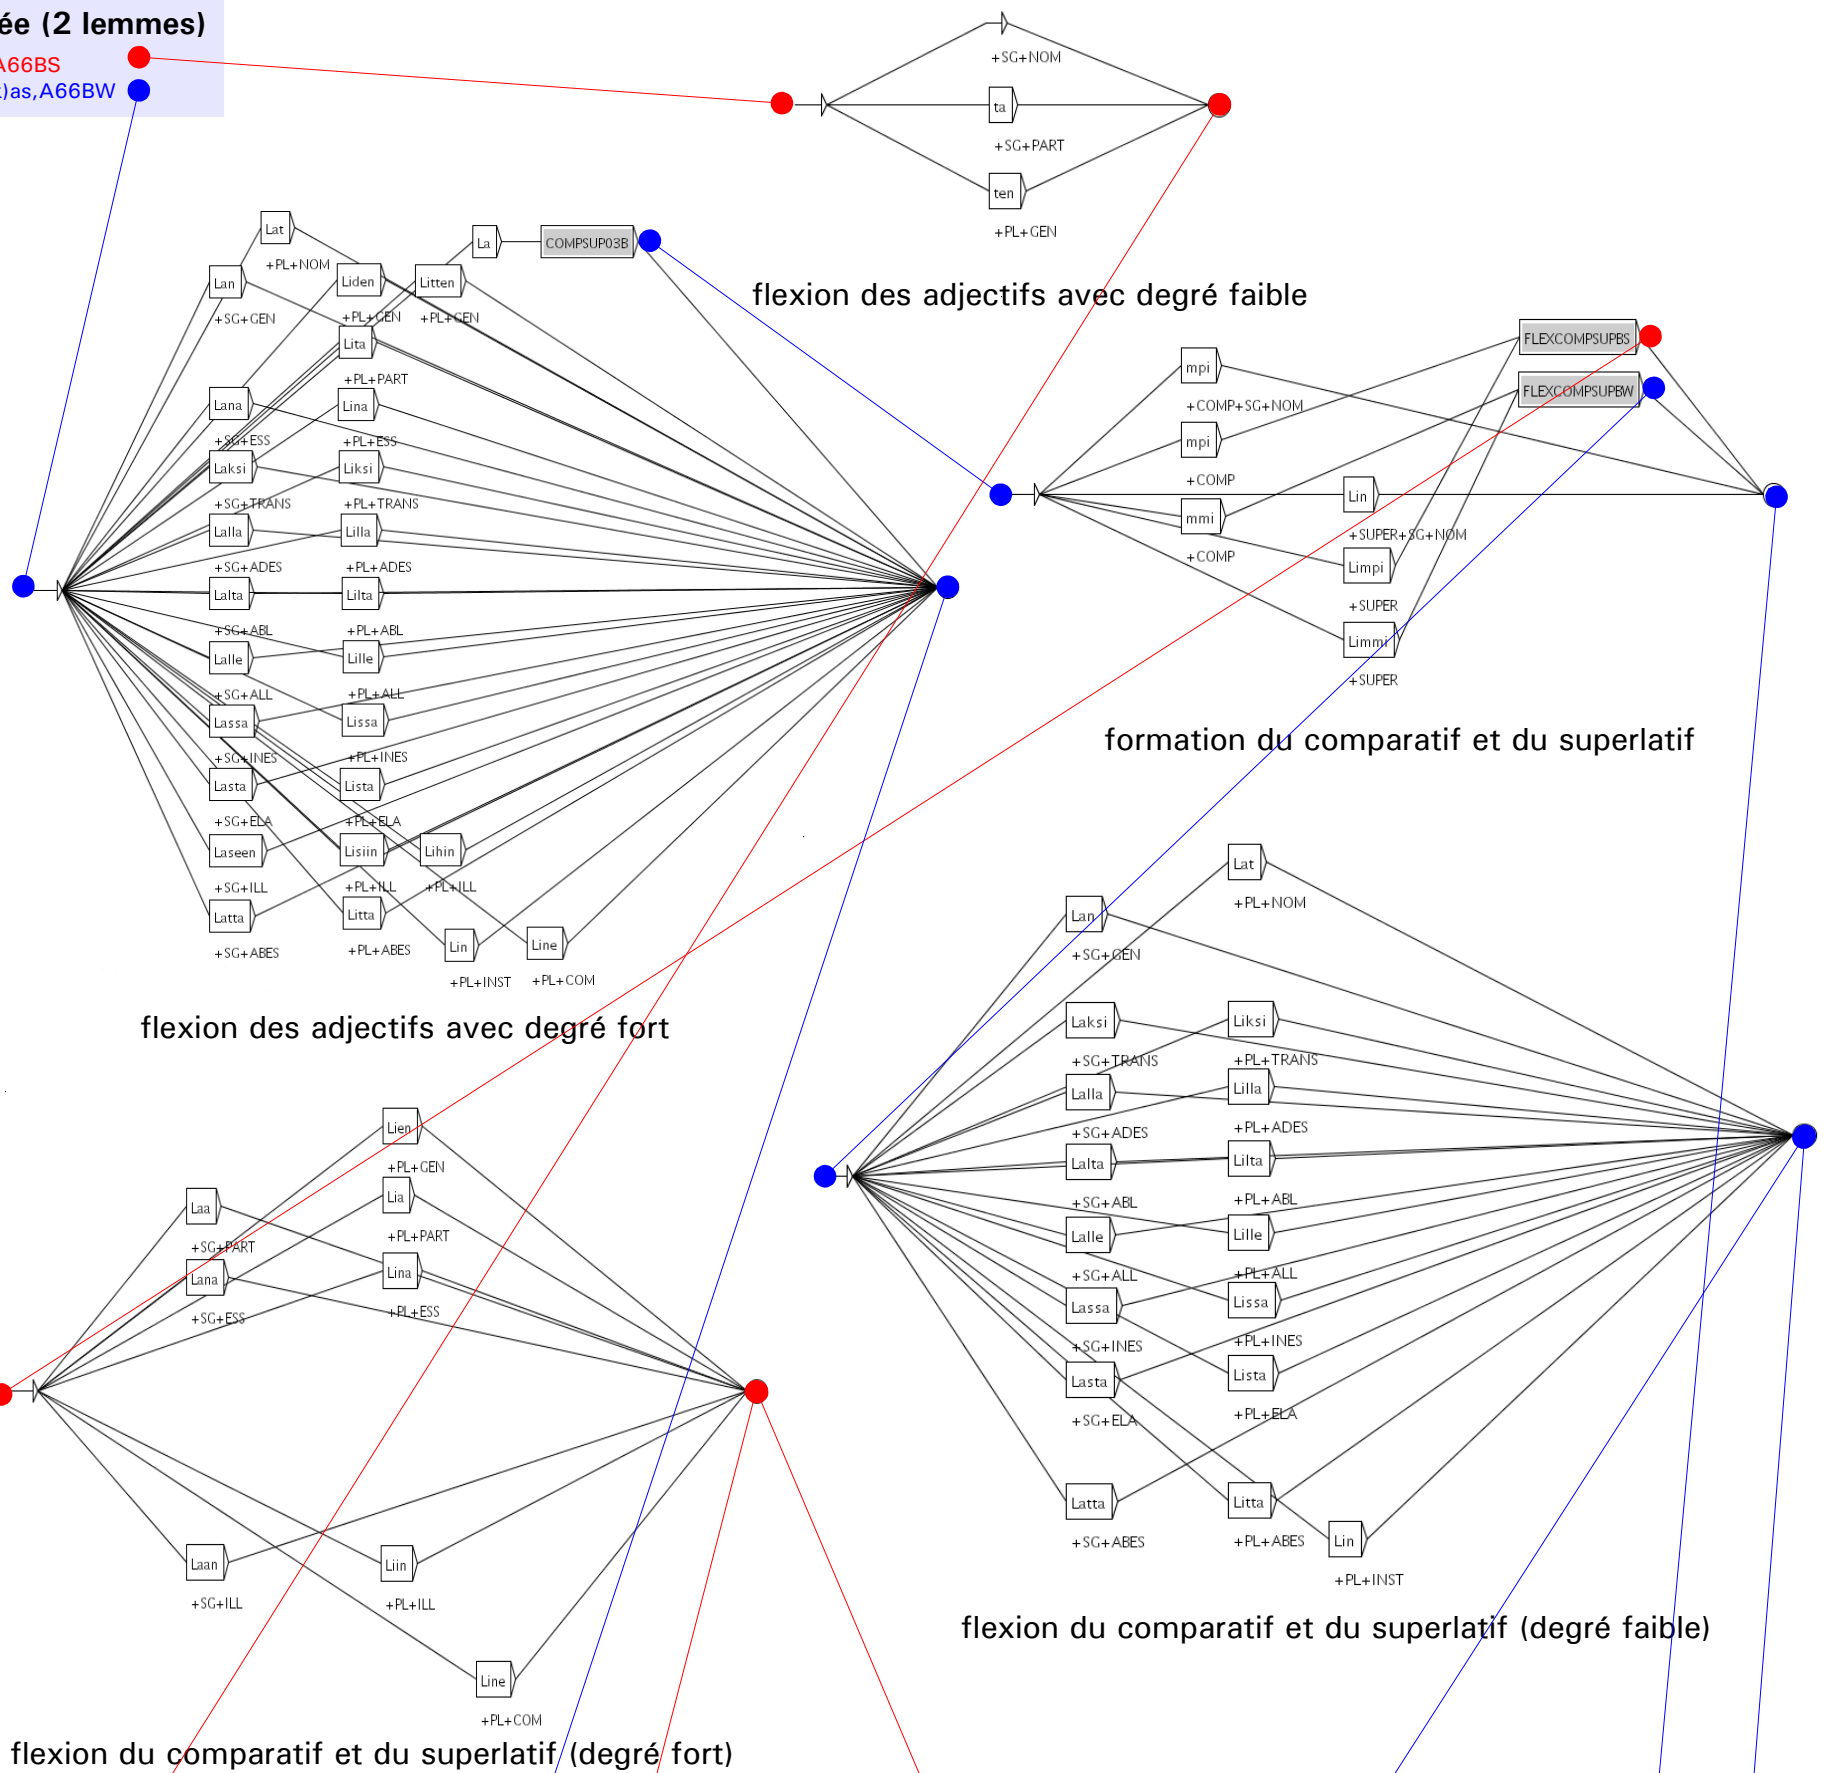 ée (2 lemmes)
A66BS
)as,A66BW
+SG+NOM
ta
+SG+PART
ten
+PL+GEN
flexion des adjectifs avec degré faible
Lat
+PL+NOM
La
COMPSUP03B
Lan
+SG+GEN
Liden
+PL+GEN
Litten
+PL+GEN
Lita
+PL+PART
Lana
+SG+ESS
Lina
+PL+ESS
Laksi
+SG+TRANS
Liksi
+PL+TRANS
Lalla
+SG+ADES
Lilla
+PL+ADES
Lalta
+SG+ABL
Lilta
+PL+ABL
Lalle
+SG+ALL
Lille
+PL+ALL
Lassa
+SG+INES
Lissa
+PL+INES
Lasta
+SG+ELA
Lista
+PL+ELA
Laseen
+SG+ILL
Lisiin
+PL+ILL
Lihin
+PL+ILL
Latta
+SG+ABES
Litta
+PL+ABES
Lin
+PL+INST
Line
+PL+COM
flexion des adjectifs avec degré fort
FLEXCOMPSUPBS
FLEXCOMPSUPBW
mpi
+COMP+SG+NOM
mpi
+COMP
mmi
+COMP
Lin
+SUPER+SG+NOM
Limpi
+SUPER
Limmi
+SUPER
formation du comparatif et du superlatif
Lat
+PL+NOM
Lan
+SG+GEN
Laksi
+SG+TRANS
Liksi
+PL+TRANS
Lalla
+SG+ADES
Lilla
+PL+ADES
Lalta
+SG+ABL
Lilta
+PL+ABL
Lalle
+SG+ALL
Lille
+PL+ALL
Lassa
+SG+INES
Lissa
+PL+INES
Lasta
+SG+ELA
Lista
+PL+ELA
Latta
+SG+ABES
Litta
+PL+ABES
Lin
+PL+INST
flexion du comparatif et du superlatif (degré faible)
Lien
+PL+GEN
Laa
+SG+PART
Lia
+PL+PART
Lana
+SG+ESS
Lina
+PL+ESS
Laan
+SG+ILL
Liin
+PL+ILL
Line
+PL+COM
flexion du comparatif et du superlatif (degré fort)